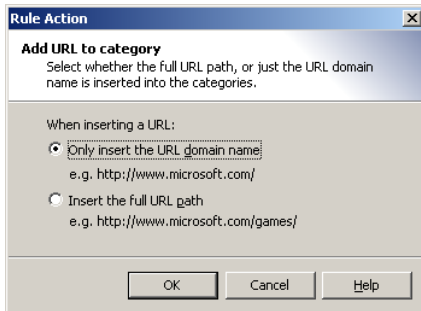 Rule Action
Add URL to category
Select whether the full URL path, or just the URL domain
name is inserted into the categories.
When inserting a URL:
Only insert the URL domain name
e.g. http://www.microsoft.com/
Insert the full URL path
e.g. http://www.microsoft.com/games/
OK Cancel Help